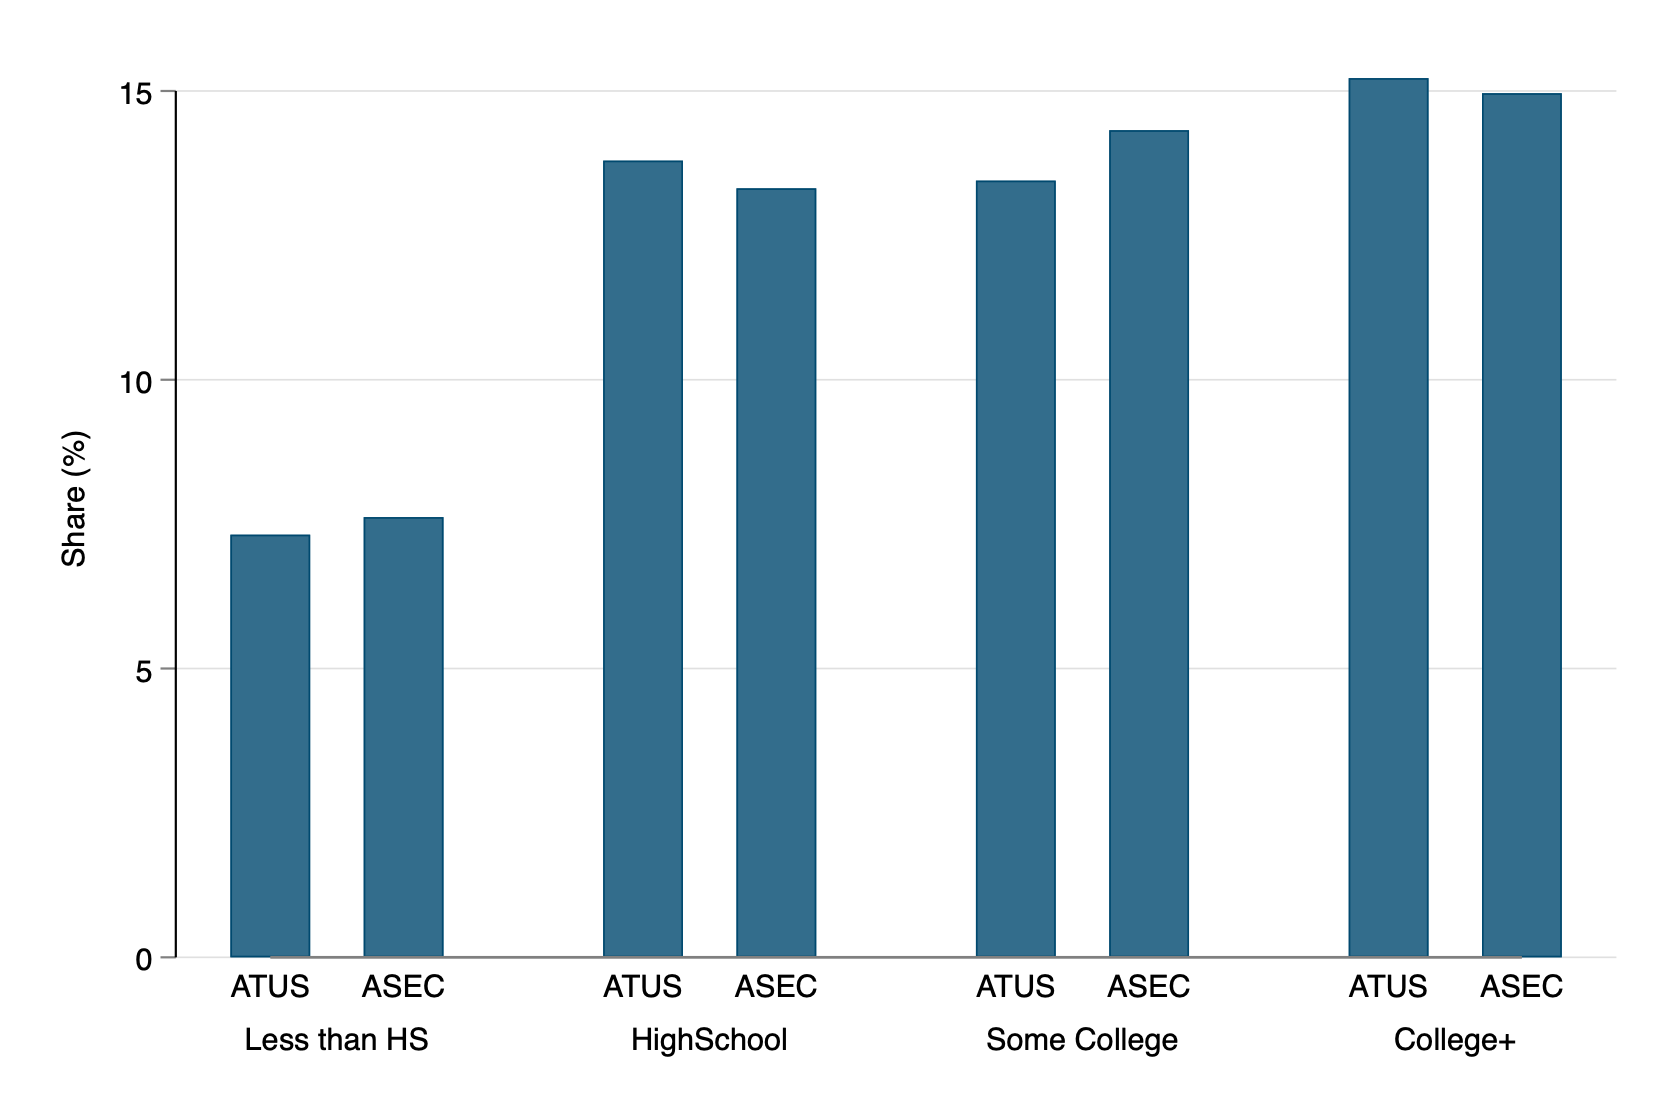 Share (%)
15
10
5
0
ATUS ASEC ATUS ASEC ATUS ASEC ATUS ASEC
Less than HS HighSchool Some College College+